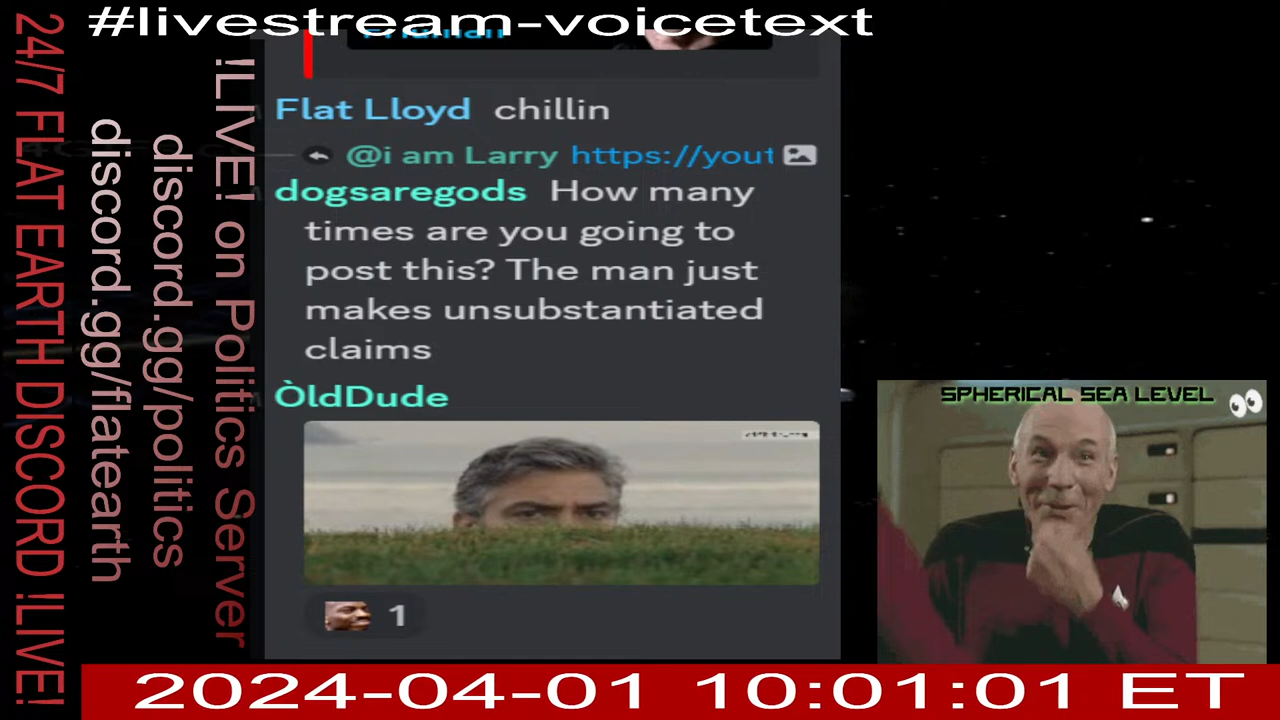 #livestream-voicetext
24/7 FLAT EARTH DISCORD !LIVE!
discord.gg/flatearth
discord.gg/politics
!LIVE! on Politics Server
Flat Lloyd chillin
@i am Larry https://yout
dogsaregods How many
times are you going to
post this? The man just
makes unsubstantiated
claims
ÒldDude
1
SPHERICAL SEA LEVEL
2024-04-01 10:01:01 ET